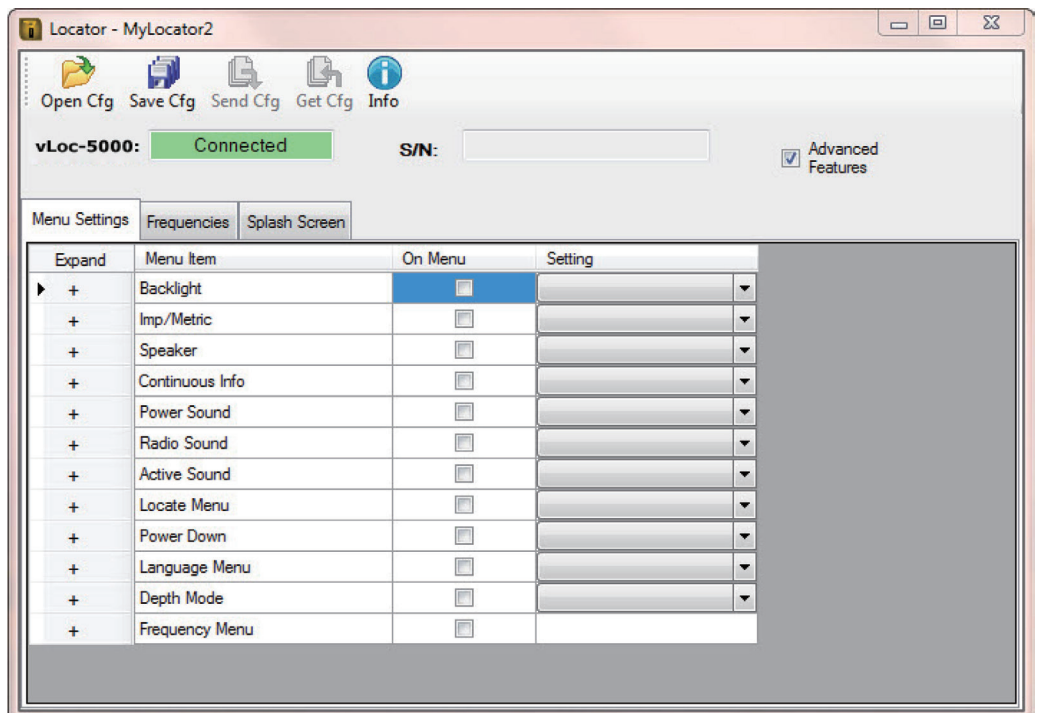 Locator - MyLocator2
Open Cfg Save Cfg Send Cfg Get Cfg Info
vLoc-5000: Connected S/N: Advanced
Features
Menu Settings Frequencies Splash Screen
Expand Menu Item On Menu Setting
+ Backlight
+ Imp/Metric
+ Speaker
+ Continuous Info
+ Power Sound
+ Radio Sound
+ Active Sound
+ Locate Menu
+ Power Down
+ Language Menu
+ Depth Mode
+ Frequency Menu